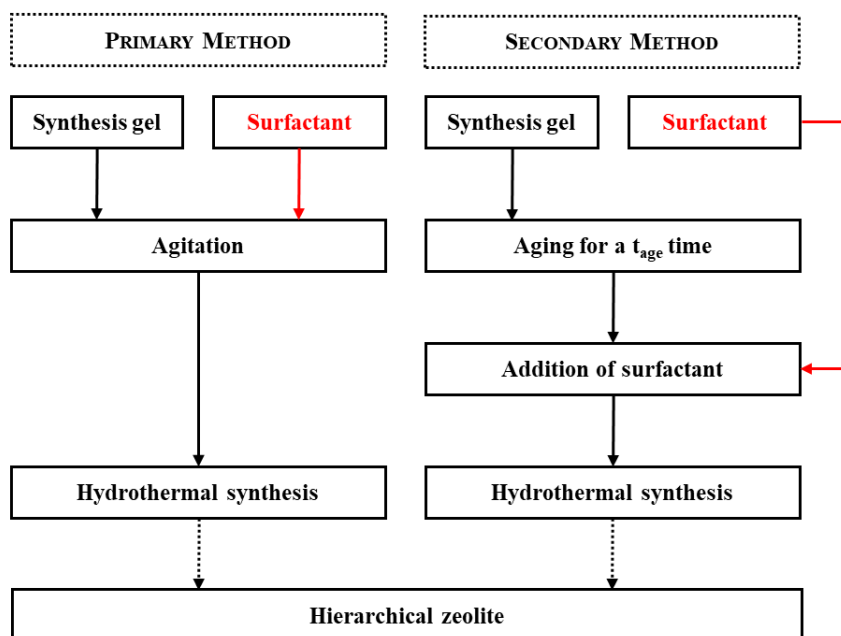 PRIMARY METHOD
SECONDARY METHOD
Synthesis gel
Surfactant
Synthesis gel
Surfactant
Agitation
Aging for a tage time
Addition of surfactant
Hydrothermal synthesis
Hydrothermal synthesis
Hierarchical zeolite